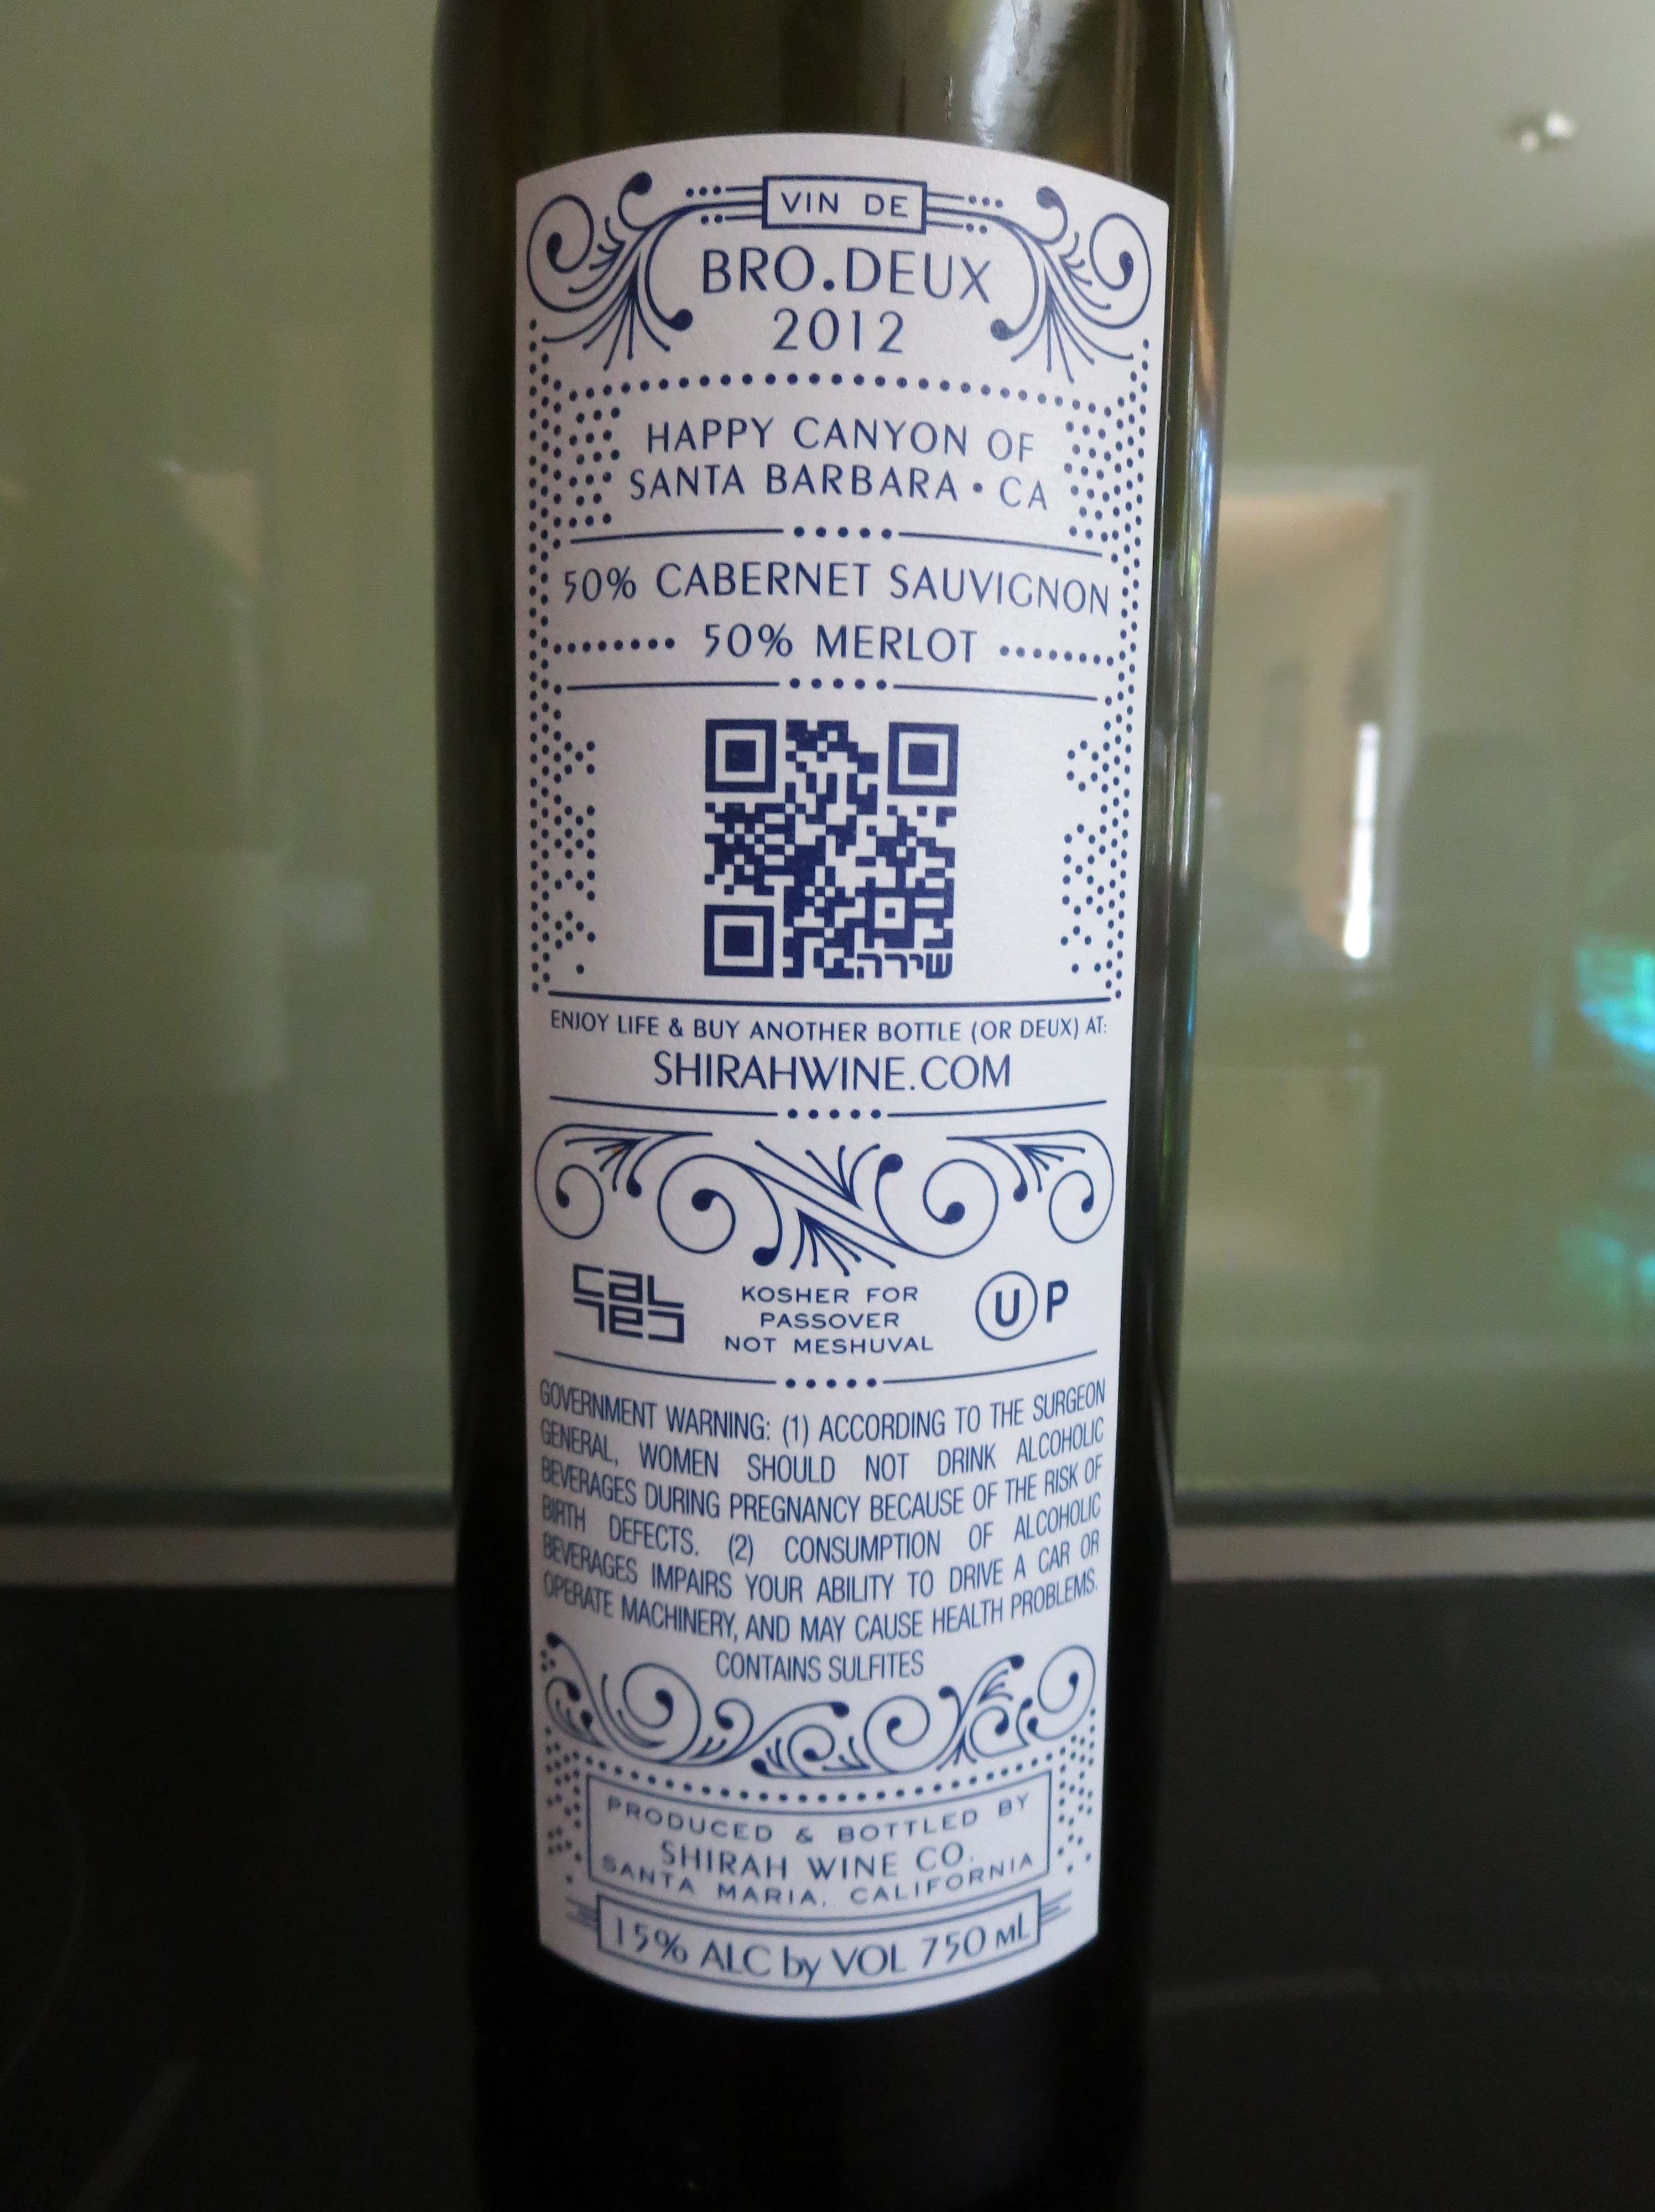 VIN DE
BRO.DEUX
2012
HAPPY CANYON OF
SANTA BARBARA • CA
50% CABERNET SAUVIGNON
50% MERLOT
שירה
ENJOY LIFE & BUY ANOTHER BOTTLE (OR DEUX) AT:
SHIRAHWINE.COM
KOSHER FOR
PASSOVER
NOT MESHUVAL
U P
GOVERNMENT WARNING: (1) ACCORDING TO THE SURGEON
GENERAL, WOMEN SHOULD NOT DRINK ALCOHOLIC
BEVERAGES DURING PREGNANCY BECAUSE OF THE RISK OF
BIRTH DEFECTS. (2) CONSUMPTION OF ALCOHOLIC
BEVERAGES IMPAIRS YOUR ABILITY TO DRIVE A CAR OR
OPERATE MACHINERY, AND MAY CAUSE HEALTH PROBLEMS.
CONTAINS SULFITES
PRODUCED & BOTTLED BY
SHIRAH WINE CO.
SANTA MARIA, CALIFORNIA
15% ALC by VOL 750 mL